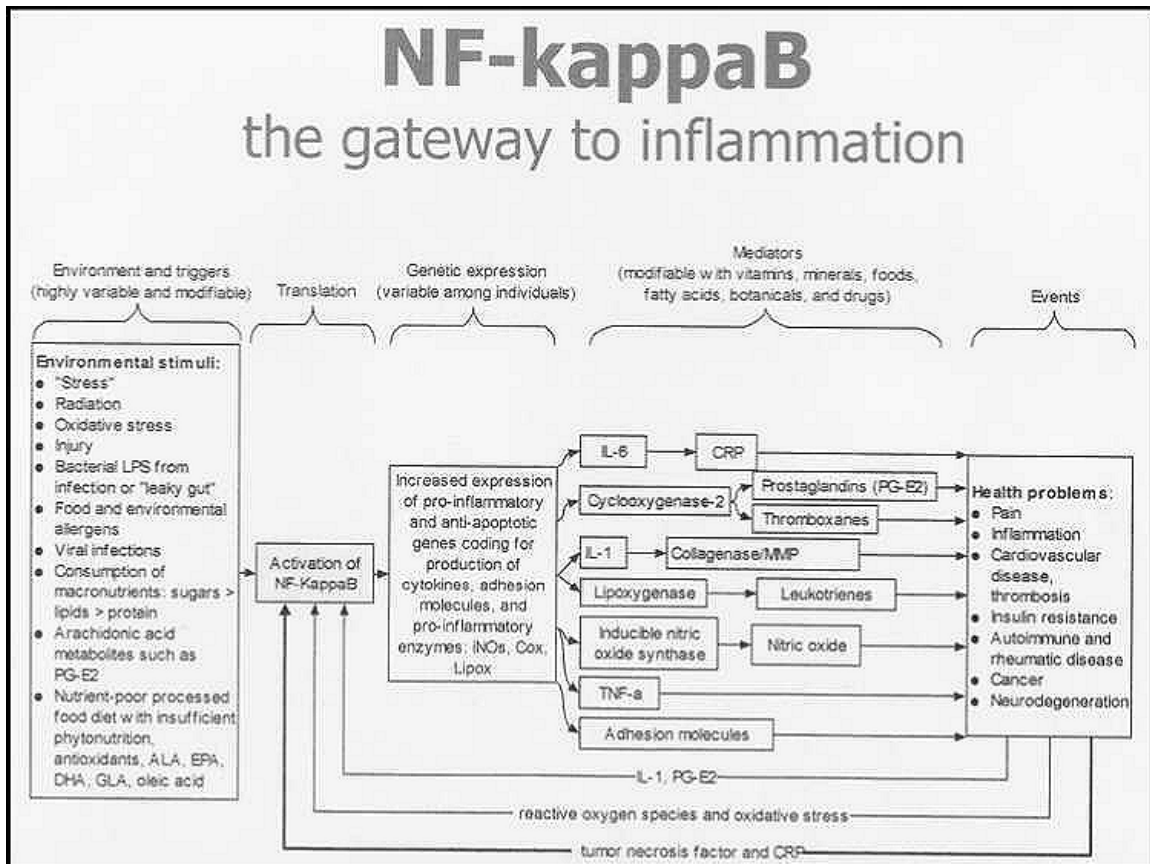 NF-kappaB
the gateway to inflammation
Environment and triggers
(highly variable and modifiable)
Translation
Genetic expression
(variable among individuals)
Mediators
(modifiable with vitamins, minerals, foods,
fatty acids, botanicals, and drugs)
Events
Environmental stimuli:
● "Stress"
● Radiation
● Oxidative stress
● Injury
● Bacterial LPS from
infection or "leaky gut"
● Food and environmental
allergens
● Viral infections
● Consumption of
macronutrients: sugars >
lipids > protein
● Arachidonic acid
metabolites such as
PG-E2
● Nutrient-poor processed
food diet with insufficient
phytonutrition,
antioxidants, ALA, EPA,
DHA, GLA, oleic acid
Activation of
NF-KappaB
Increased expression
of pro-inflammatory
and anti-apoptotic
genes coding for
production of
cytokines, adhesion
molecules, and
pro-inflammatory
enzymes: iNOs, Cox,
Lipox
IL-6
CRP
Cyclooxygenase-2
Prostaglandins (PG-E2)
Thromboxanes
IL-1
Collagenase/MMP
Lipoxygenase
Leukotrienes
Inducible nitric
oxide synthase
Nitric oxide
TNF-a
Adhesion molecules
Health problems:
● Pain
● Inflammation
● Cardiovascular
disease,
thrombosis
● Insulin resistance
● Autoimmune and
rheumatic disease
● Cancer
● Neurodegeneration
IL-1, PG-E2
reactive oxygen species and oxidative stress
tumor necrosis factor and CRP